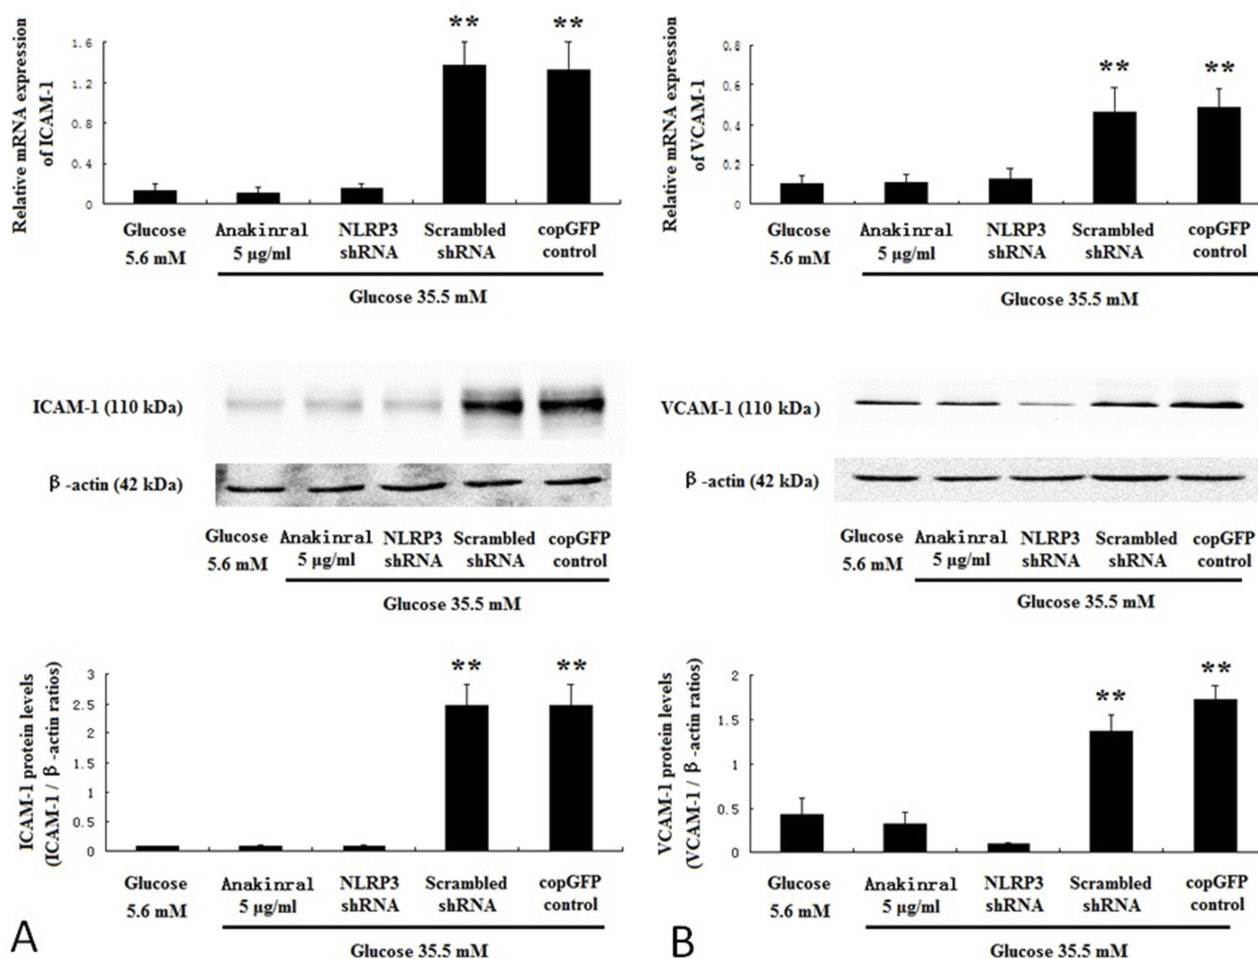 Relative mRNA expression
of ICAM-1
**
**
1.6
1.2
0.8
0.4
0
Glucose
5.6 mM
Anakinral
5 µg/ml
NLRP3
shRNA
Scrambled
shRNA
copGFP
control
Glucose 35.5 mM
Relative mRNA expression
of VCAM-1
**
**
0.8
0.6
0.4
0.2
0
Glucose
5.6 mM
Anakinral
5 µg/ml
NLRP3
shRNA
Scrambled
shRNA
copGFP
control
Glucose 35.5 mM
ICAM-1 (110 kDa)
β-actin (42 kDa)
Glucose
5.6 mM
Anakinral
5 µg/ml
NLRP3
shRNA
Scrambled
shRNA
copGFP
control
Glucose 35.5 mM
VCAM-1 (110 kDa)
β-actin (42 kDa)
Glucose
5.6 mM
Anakinral
5 µg/ml
NLRP3
shRNA
Scrambled
shRNA
copGFP
control
Glucose 35.5 mM
ICAM-1 protein levels
(ICAM-1 / β-actin ratios)
**
**
3
2.5
2
1.5
1
0.5
0
Glucose
5.6 mM
Anakinral
5 µg/ml
NLRP3
shRNA
Scrambled
shRNA
copGFP
control
Glucose 35.5 mM
A
VCAM-1 protein levels
(VCAM-1 / β-actin ratios)
**
**
2
1.5
1
0.5
0
Glucose
5.6 mM
Anakinral
5 µg/ml
NLRP3
shRNA
Scrambled
shRNA
copGFP
control
Glucose 35.5 mM
B